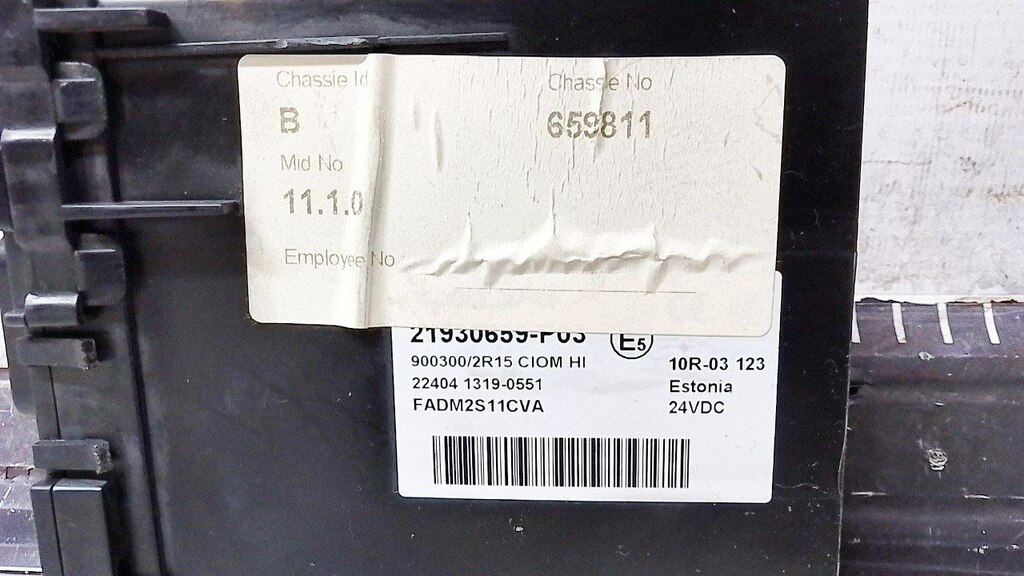 Chassie Id Chassie No
B 659811
Mid No
11.1.0
Employee No
21930659-P03 E5
900300/2R15 CIOM HI 10R-03 123
22404 1319-0551 Estonia
FADM2S11CVA 24VDC